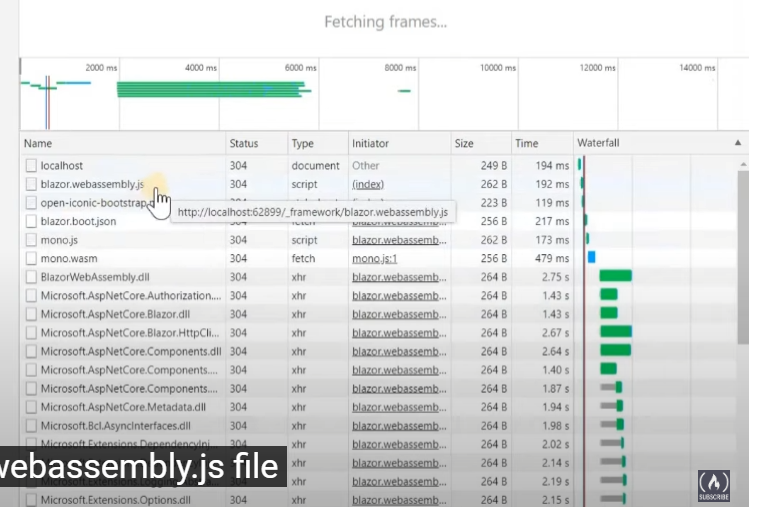 Fetching frames...
2000 ms 4000 ms 6000 ms 8000 ms 10000 ms 12000 ms 14000 ms
Name Status Type Initiator Size Time Waterfall
localhost 304 document Other 249 B 194 ms
blazor.webassembly.js 304 script (index) 262 B 192 ms
open-iconic-bootstrap. 304 (index) 223 B 119 ms
http://localhost:62899/_framework/blazor.webassembly.js
blazor.boot.json 304 fetch blazor.webassemb... 256 B 217 ms
mono.js 304 script blazor.webassemb... 262 B 173 ms
mono.wasm 304 fetch mono.js:1 256 B 479 ms
BlazorWebAssembly.dll 304 xhr blazor.webassemb... 264 B 2.75 s
Microsoft.AspNetCore.Authorization.... 304 xhr blazor.webassemb... 264 B 1.43 s
Microsoft.AspNetCore.Blazor.dll 304 xhr blazor.webassemb... 264 B 1.43 s
Microsoft.AspNetCore.Blazor.HttpCli... 304 xhr blazor.webassemb... 264 B 2.67 s
Microsoft.AspNetCore.Components.dll 304 xhr blazor.webassemb... 264 B 2.64 s
Microsoft.AspNetCore.Components.... 304 xhr blazor.webassemb... 264 B 1.40 s
Microsoft.AspNetCore.Components.... 304 xhr blazor.webassemb... 264 B 1.87 s
Microsoft.AspNetCore.Metadata.dll 304 xhr blazor.webassemb... 264 B 1.94 s
Microsoft.Bcl.AsyncInterfaces.dll 304 xhr blazor.webassemb... 264 B 1.98 s
Microsoft.Extensions.DependencyInj... 304 xhr blazor.webassemb... 264 B 2.02 s
webassembly.js file
304 xhr blazor.webassemb... 264 B 2.14 s
304 xhr blazor.webassemb... 264 B 2.19 s
Microsoft.Extensions.Options.dll 304 xhr blazor.webassemb... 264 B 2.15 s
SUBSCRIBE